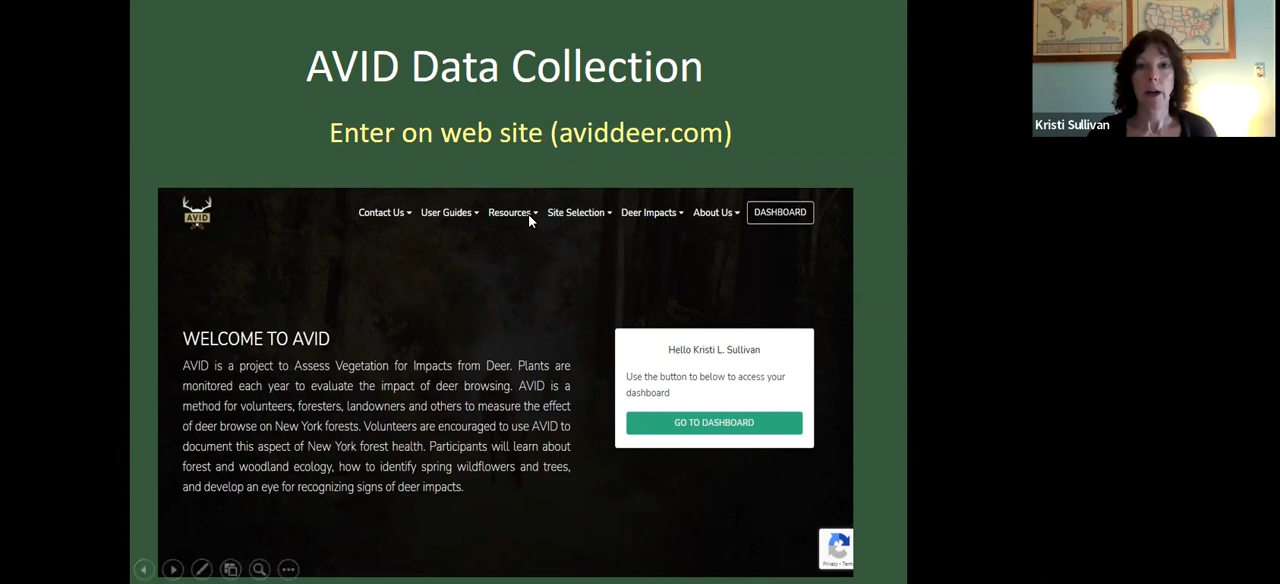 AVID Data Collection
Enter on web site (aviddeer.com)
AVID
Contact Us User Guides Resources Site Selection Deer Impacts About Us DASHBOARD
WELCOME TO AVID
AVID is a project to Assess Vegetation for Impacts from Deer. Plants are
monitored each year to evaluate the impact of deer browsing. AVID is a
method for volunteers, foresters, landowners and others to measure the effect
of deer browse on New York forests. Volunteers are encouraged to use AVID to
document this aspect of New York forest health. Participants will learn about
forest and woodland ecology, how to identify spring wildflowers and trees,
and develop an eye for recognizing signs of deer impacts.
Hello Kristi L. Sullivan
Use the button to below to access your
dashboard
GO TO DASHBOARD
Privacy - Term
Kristi Sullivan